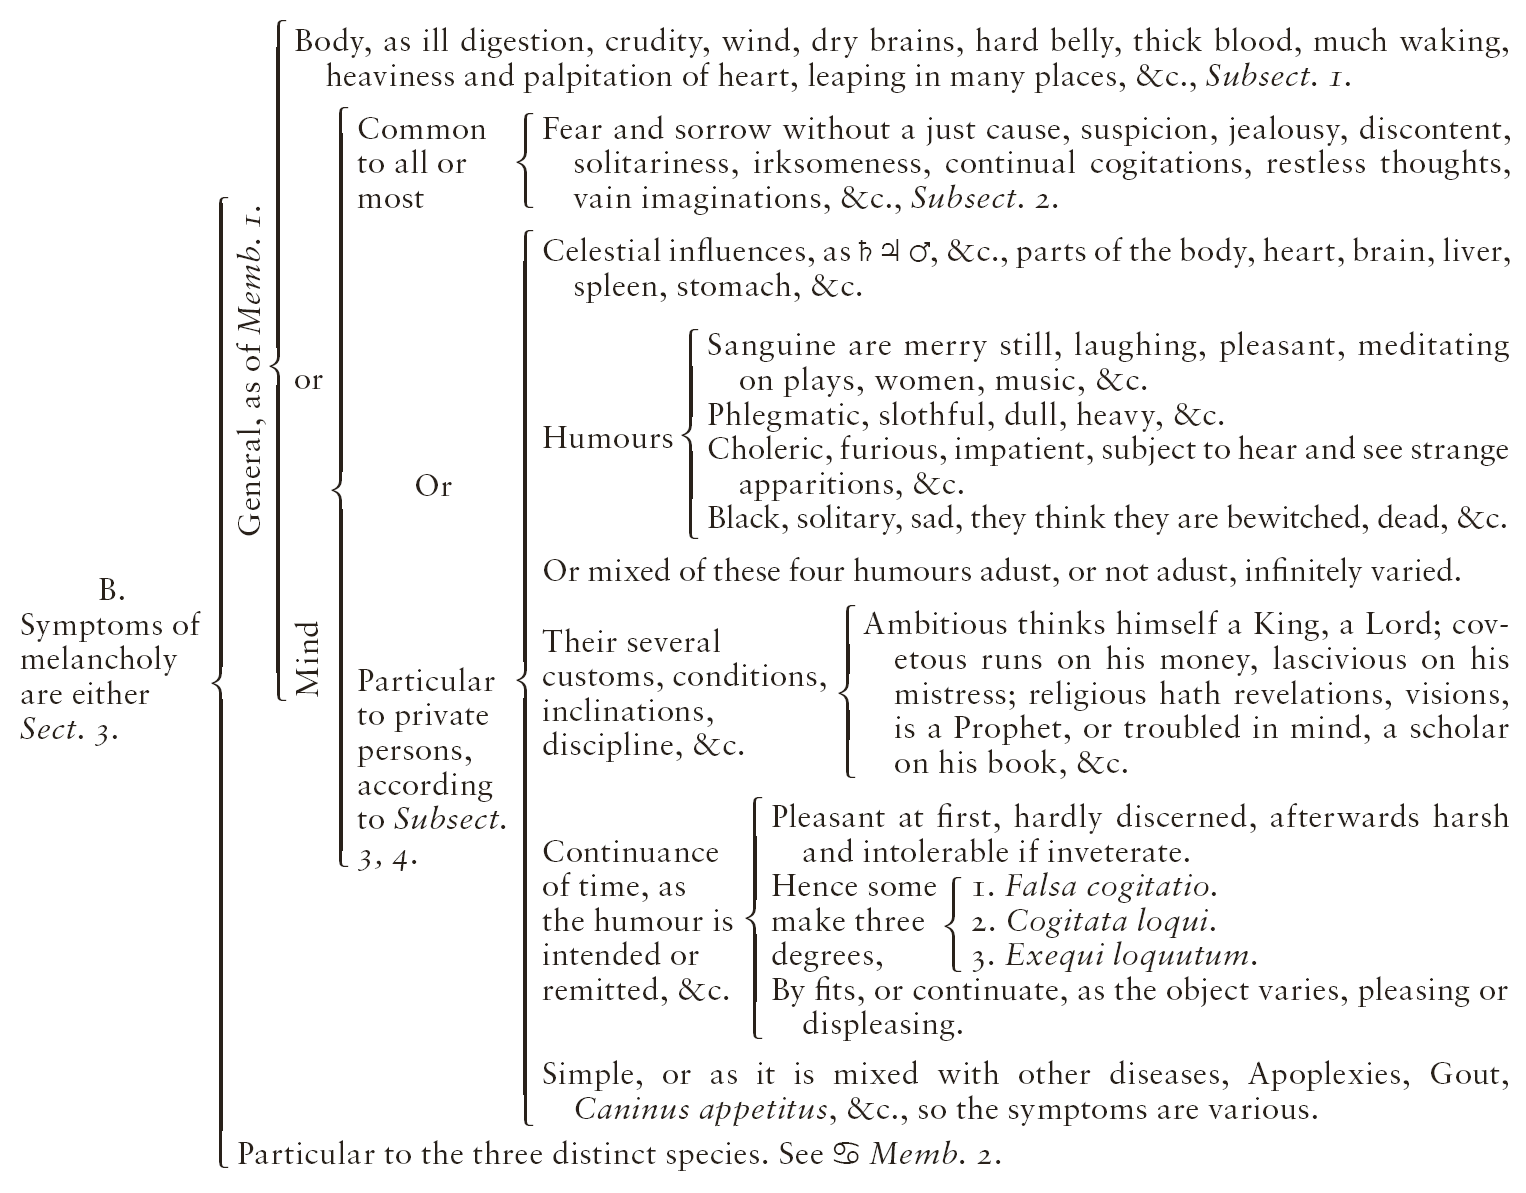 B.
Symptoms of
melancholy
are either
Sect. 3.
General, as of Memb. 1.
Body, as ill digestion, crudity, wind, dry brains, hard belly, thick blood, much waking,
heaviness and palpitation of heart, leaping in many places, &c., Subsect. 1.
or
Mind
Common
to all or
most
Fear and sorrow without a just cause, suspicion, jealousy, discontent,
solitariness, irksomeness, continual cogitations, restless thoughts,
vain imaginations, &c., Subsect. 2.
Or
Particular
to private
persons,
according
to Subsect.
3, 4.
Celestial influences, as ♄ ♃ ♂, &c., parts of the body, heart, brain, liver,
spleen, stomach, &c.
Humours
Sanguine are merry still, laughing, pleasant, meditating
on plays, women, music, &c.
Phlegmatic, slothful, dull, heavy, &c.
Choleric, furious, impatient, subject to hear and see strange
apparitions, &c.
Black, solitary, sad, they think they are bewitched, dead, &c.
Or mixed of these four humours adust, or not adust, infinitely varied.
Their several
customs, conditions,
inclinations,
discipline, &c.
Ambitious thinks himself a King, a Lord; cov-
etous runs on his money, lascivious on his
mistress; religious hath revelations, visions,
is a Prophet, or troubled in mind, a scholar
on his book, &c.
Continuance
of time, as
the humour is
intended or
remitted, &c.
Pleasant at first, hardly discerned, afterwards harsh
and intolerable if inveterate.
Hence some
make three
degrees,
1. Falsa cogitatio.
2. Cogitata loqui.
3. Exequi loquutum.
By fits, or continuate, as the object varies, pleasing or
displeasing.
Simple, or as it is mixed with other diseases, Apoplexies, Gout,
Caninus appetitus, &c., so the symptoms are various.
Particular to the three distinct species. See ♋ Memb. 2.